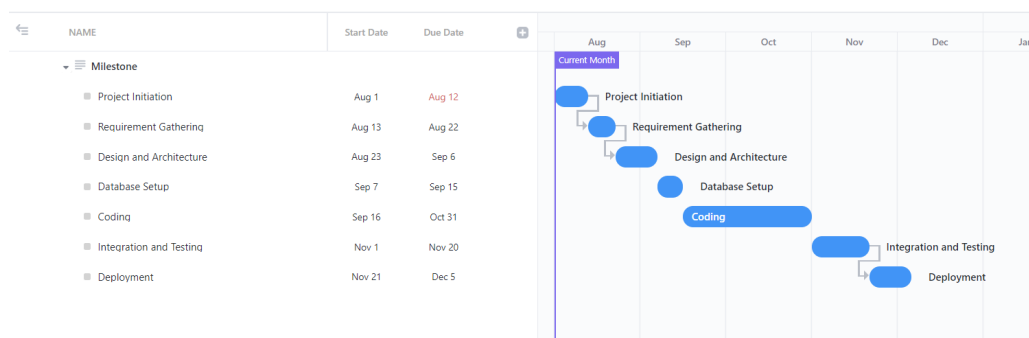 NAME Start Date Due Date
Aug Sep Oct Nov Dec Jan
Current Month
Milestone
Project Initiation Aug 1 Aug 12 Project Initiation
Requirement Gathering Aug 13 Aug 22 Requirement Gathering
Design and Architecture Aug 23 Sep 6 Design and Architecture
Database Setup Sep 7 Sep 15 Database Setup
Coding Sep 16 Oct 31 Coding
Integration and Testing Nov 1 Nov 20 Integration and Testing
Deployment Nov 21 Dec 5 Deployment